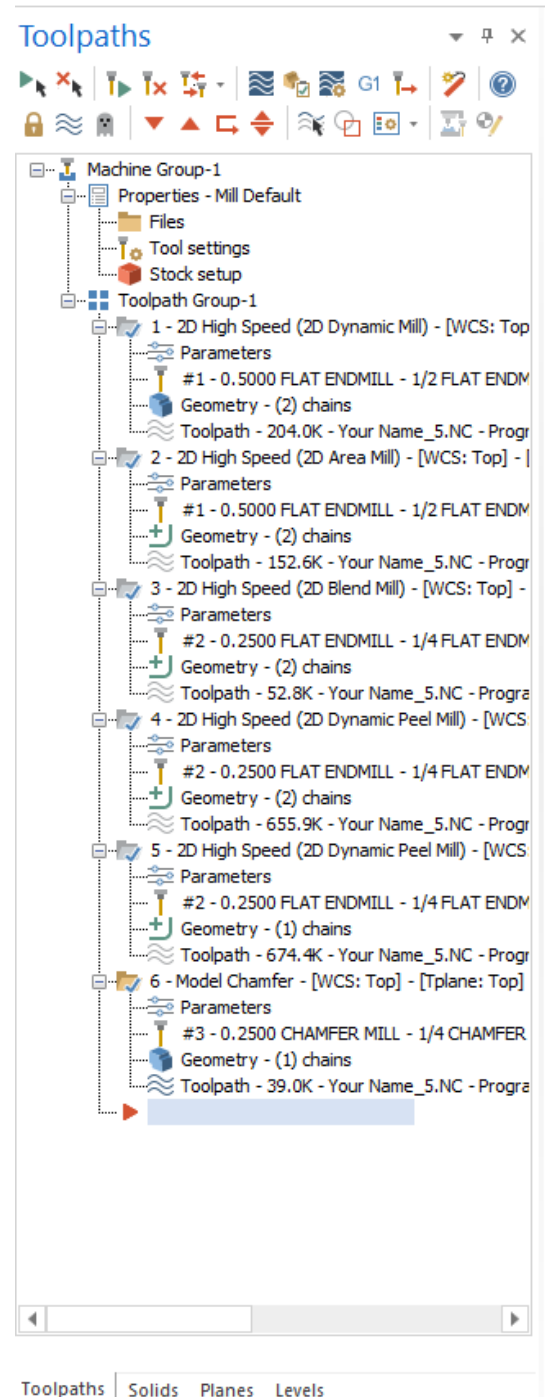 Toolpaths
G1
Machine Group-1
Properties - Mill Default
Files
Tool settings
Stock setup
Toolpath Group-1
1 - 2D High Speed (2D Dynamic Mill) - [WCS: Top
Parameters
#1 - 0.5000 FLAT ENDMILL - 1/2 FLAT ENDM
Geometry - (2) chains
Toolpath - 204.0K - Your Name_5.NC - Progr
2 - 2D High Speed (2D Area Mill) - [WCS: Top] - [
Parameters
#1 - 0.5000 FLAT ENDMILL - 1/2 FLAT ENDM
Geometry - (2) chains
Toolpath - 152.6K - Your Name_5.NC - Progr
3 - 2D High Speed (2D Blend Mill) - [WCS: Top] -
Parameters
#2 - 0.2500 FLAT ENDMILL - 1/4 FLAT ENDM
Geometry - (2) chains
Toolpath - 52.8K - Your Name_5.NC - Progra
4 - 2D High Speed (2D Dynamic Peel Mill) - [WCS
Parameters
#2 - 0.2500 FLAT ENDMILL - 1/4 FLAT ENDM
Geometry - (2) chains
Toolpath - 655.9K - Your Name_5.NC - Progr
5 - 2D High Speed (2D Dynamic Peel Mill) - [WCS
Parameters
#2 - 0.2500 FLAT ENDMILL - 1/4 FLAT ENDM
Geometry - (1) chains
Toolpath - 674.4K - Your Name_5.NC - Progr
6 - Model Chamfer - [WCS: Top] - [Tplane: Top]
Parameters
#3 - 0.2500 CHAMFER MILL - 1/4 CHAMFER
Geometry - (1) chains
Toolpath - 39.0K - Your Name_5.NC - Progra
Toolpaths Solids Planes Levels